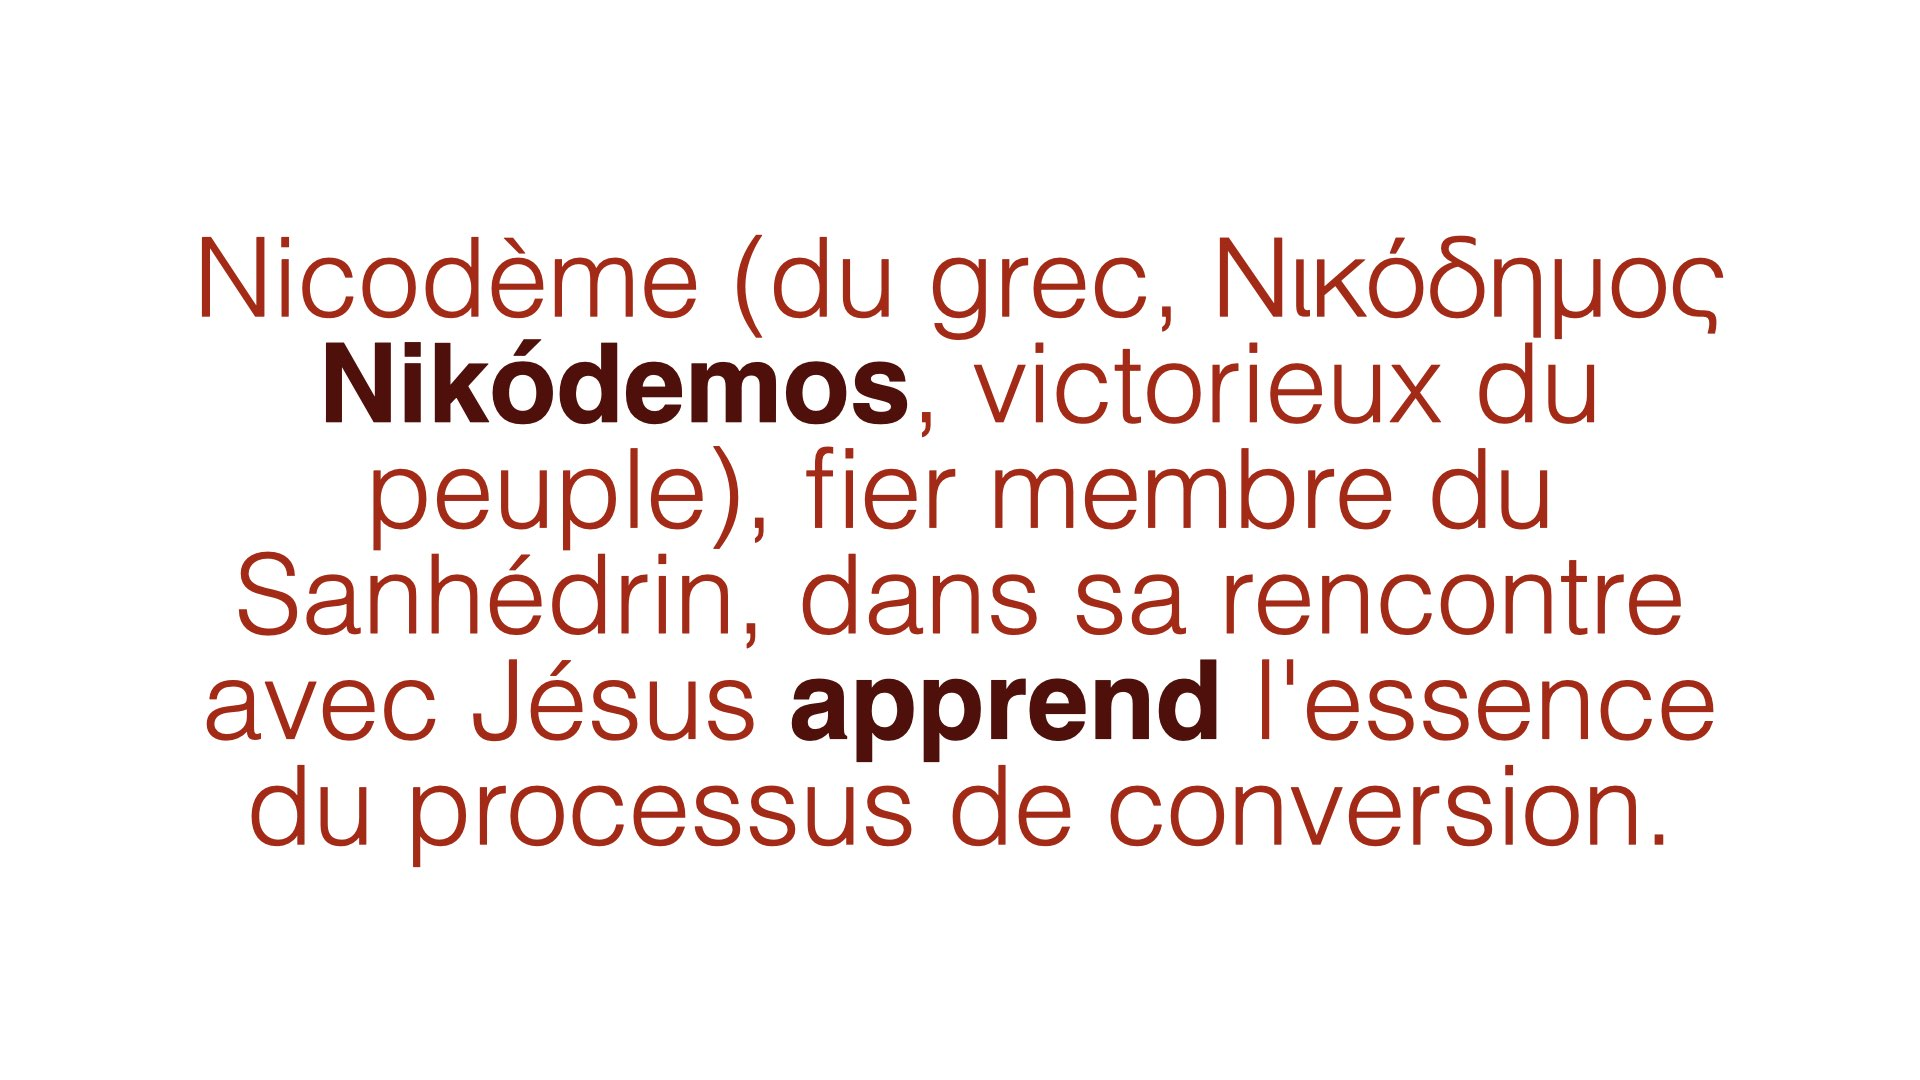 Nicodème (du grec, Νικόδημος
Nikódemos, victorieux du
peuple), fier membre du
Sanhédrin, dans sa rencontre
avec Jésus apprend l'essence
du processus de conversion.